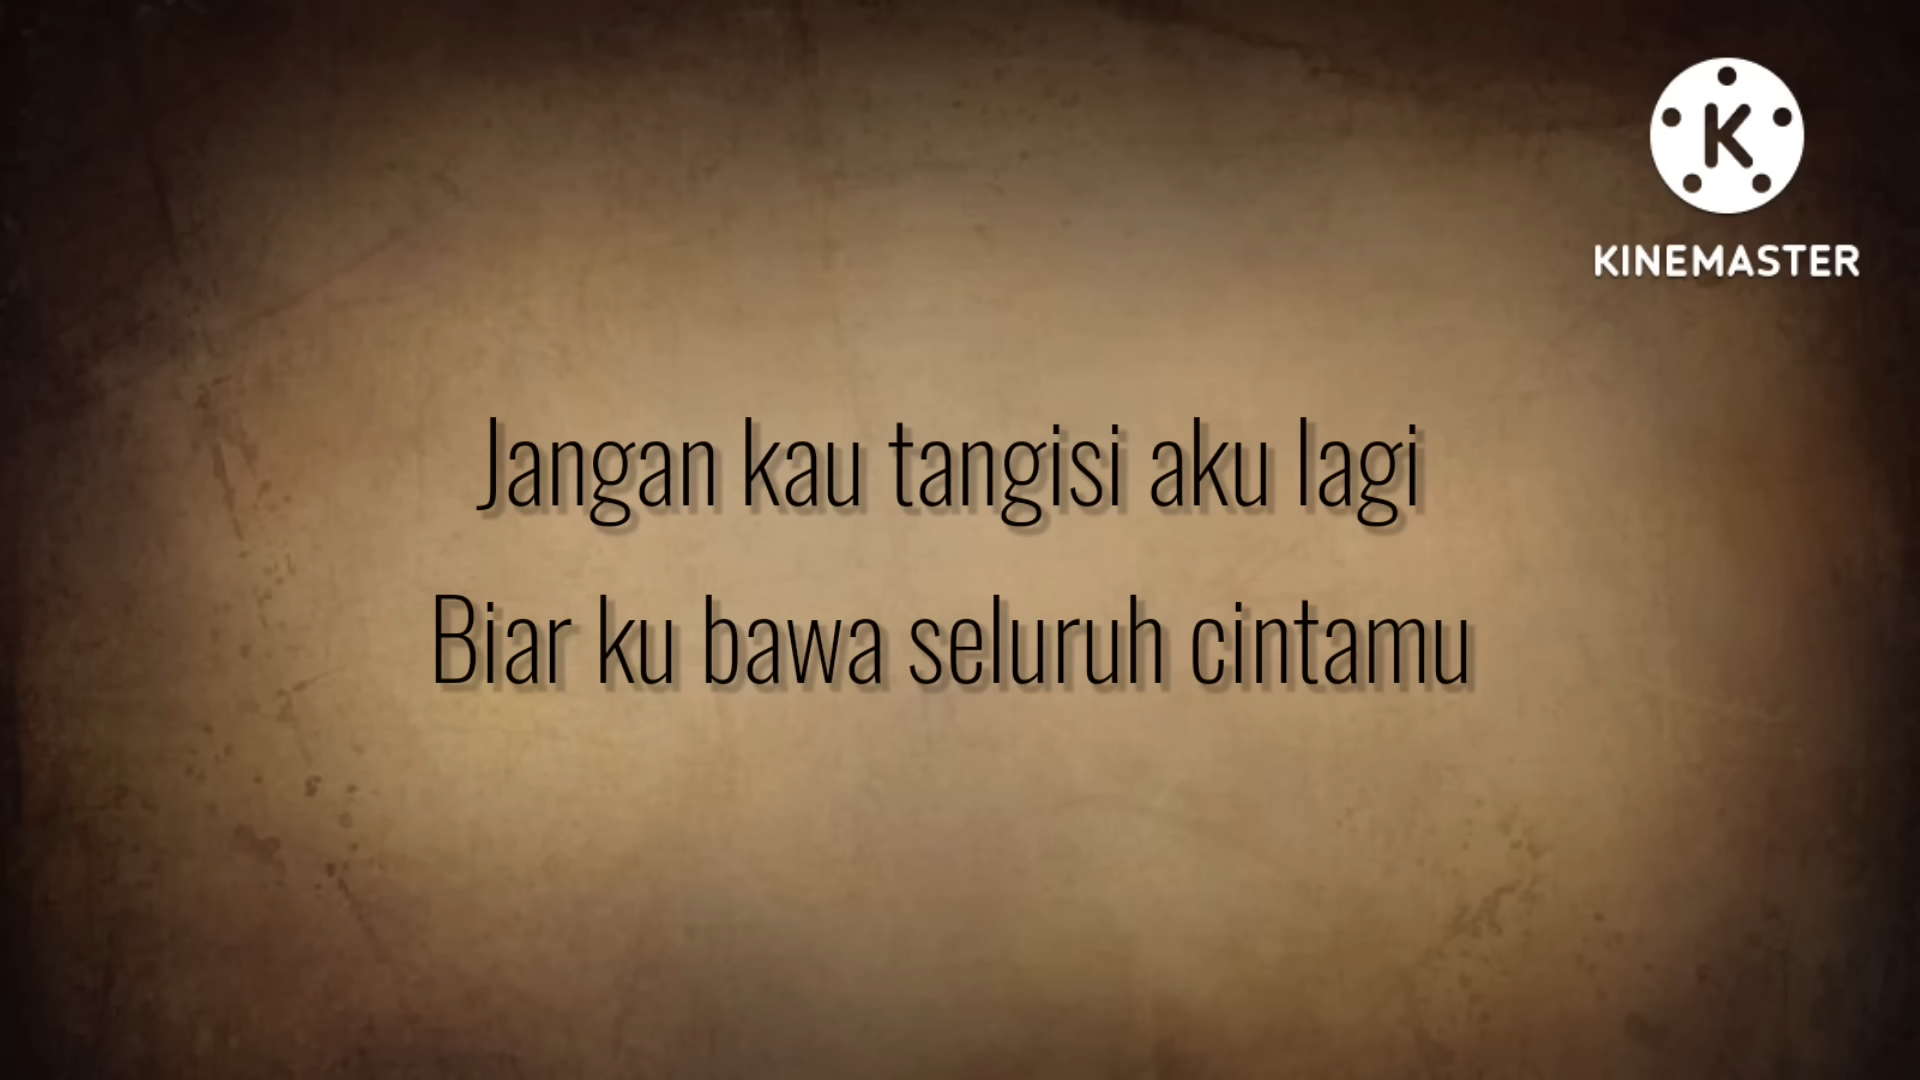 K
KINEMASTER
Jangan kau tangisi aku lagi
Biar ku bawa seluruh cintamu